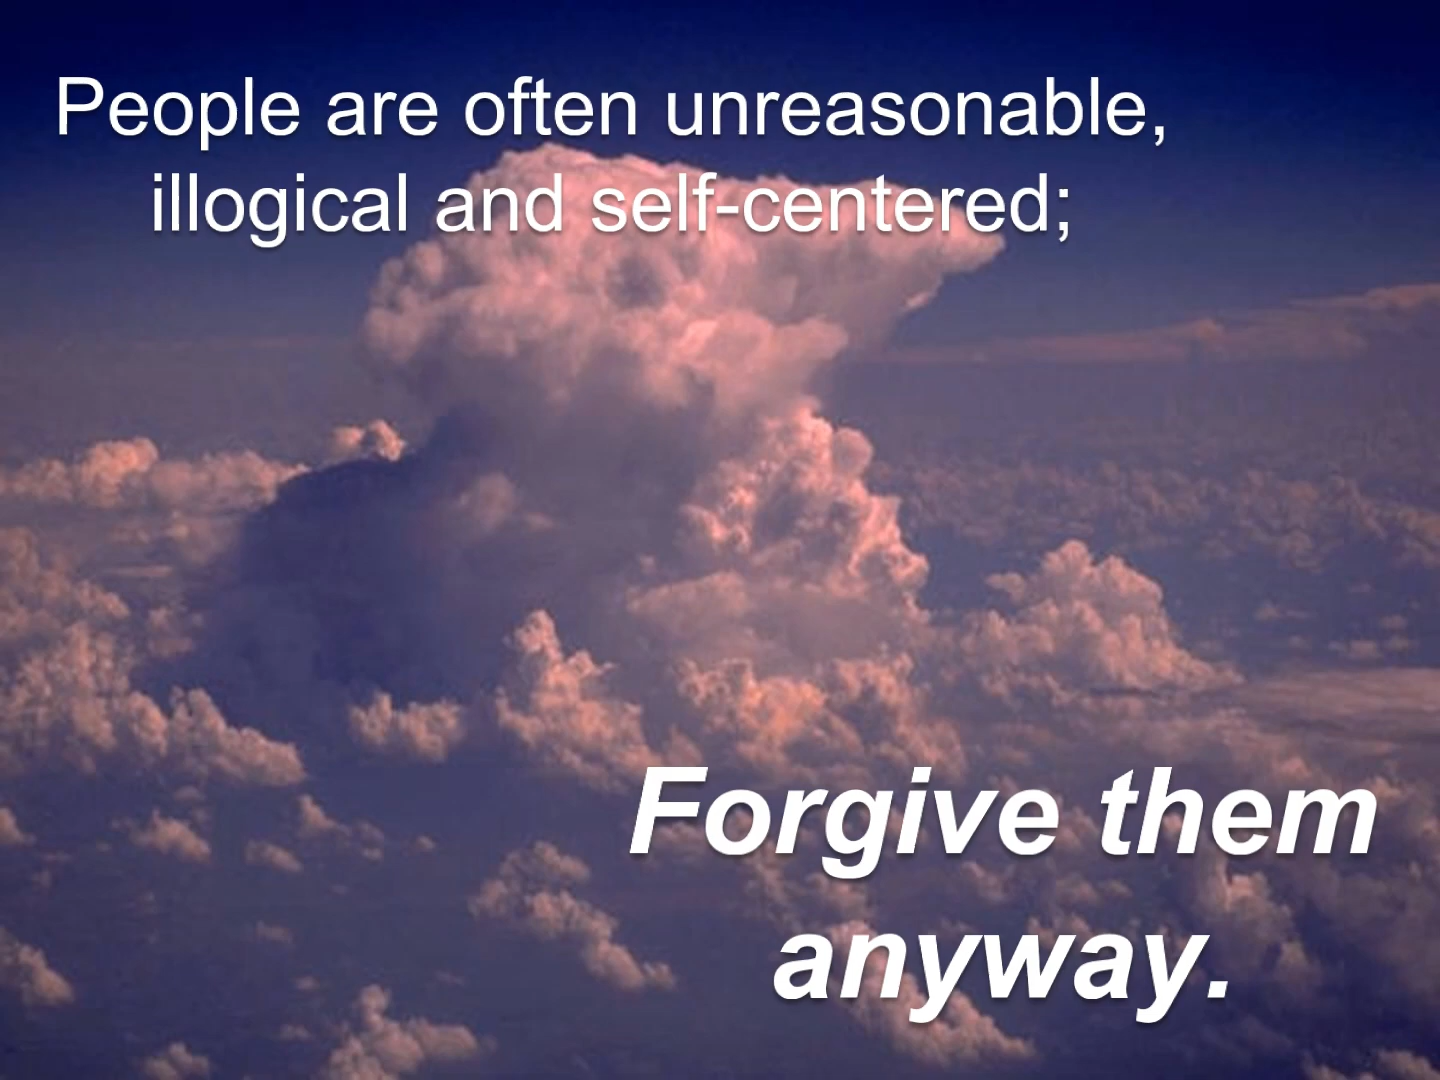 People are often unreasonable,
illogical and self-centered;
Forgive them
anyway.